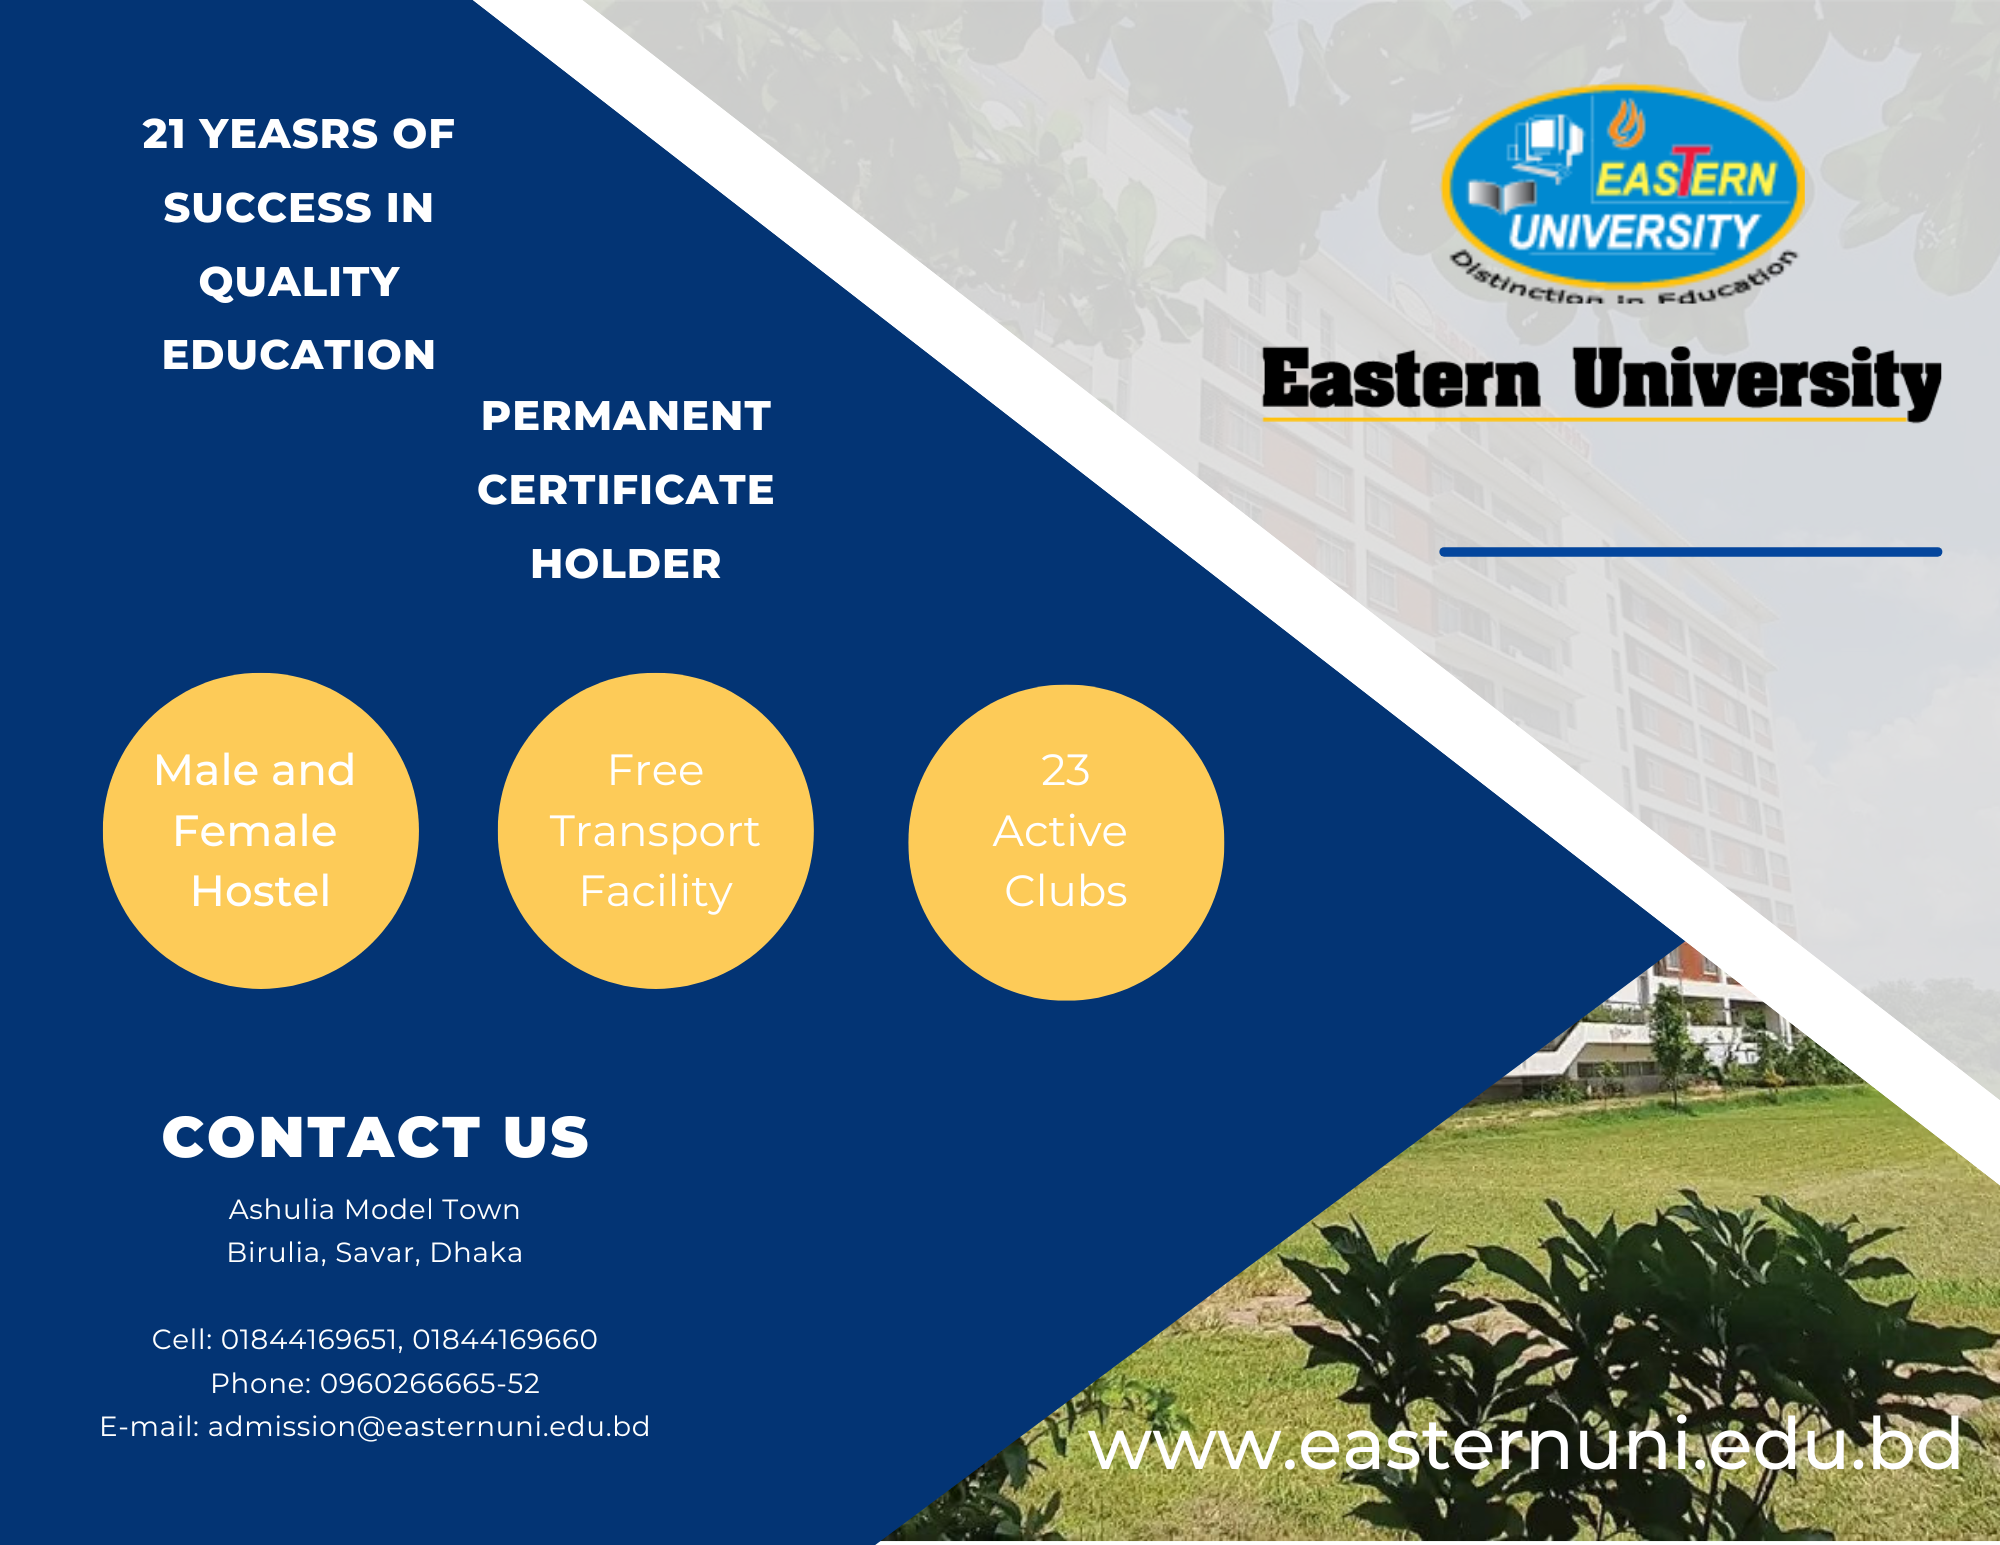 21 YEASRS OF
SUCCESS IN
QUALITY
EDUCATION
PERMANENT
CERTIFICATE
HOLDER
Male and
Female
Hostel
Free
Transport
Facility
23
Active
Clubs
CONTACT US
Ashulia Model Town
Birulia, Savar, Dhaka
Cell: 01844169651, 01844169660
Phone: 0960266665-52
E-mail: admission@easternuni.edu.bd
EASTERN
UNIVERSITY
Distinction in Education
Eastern University
www.easternuni.edu.bd